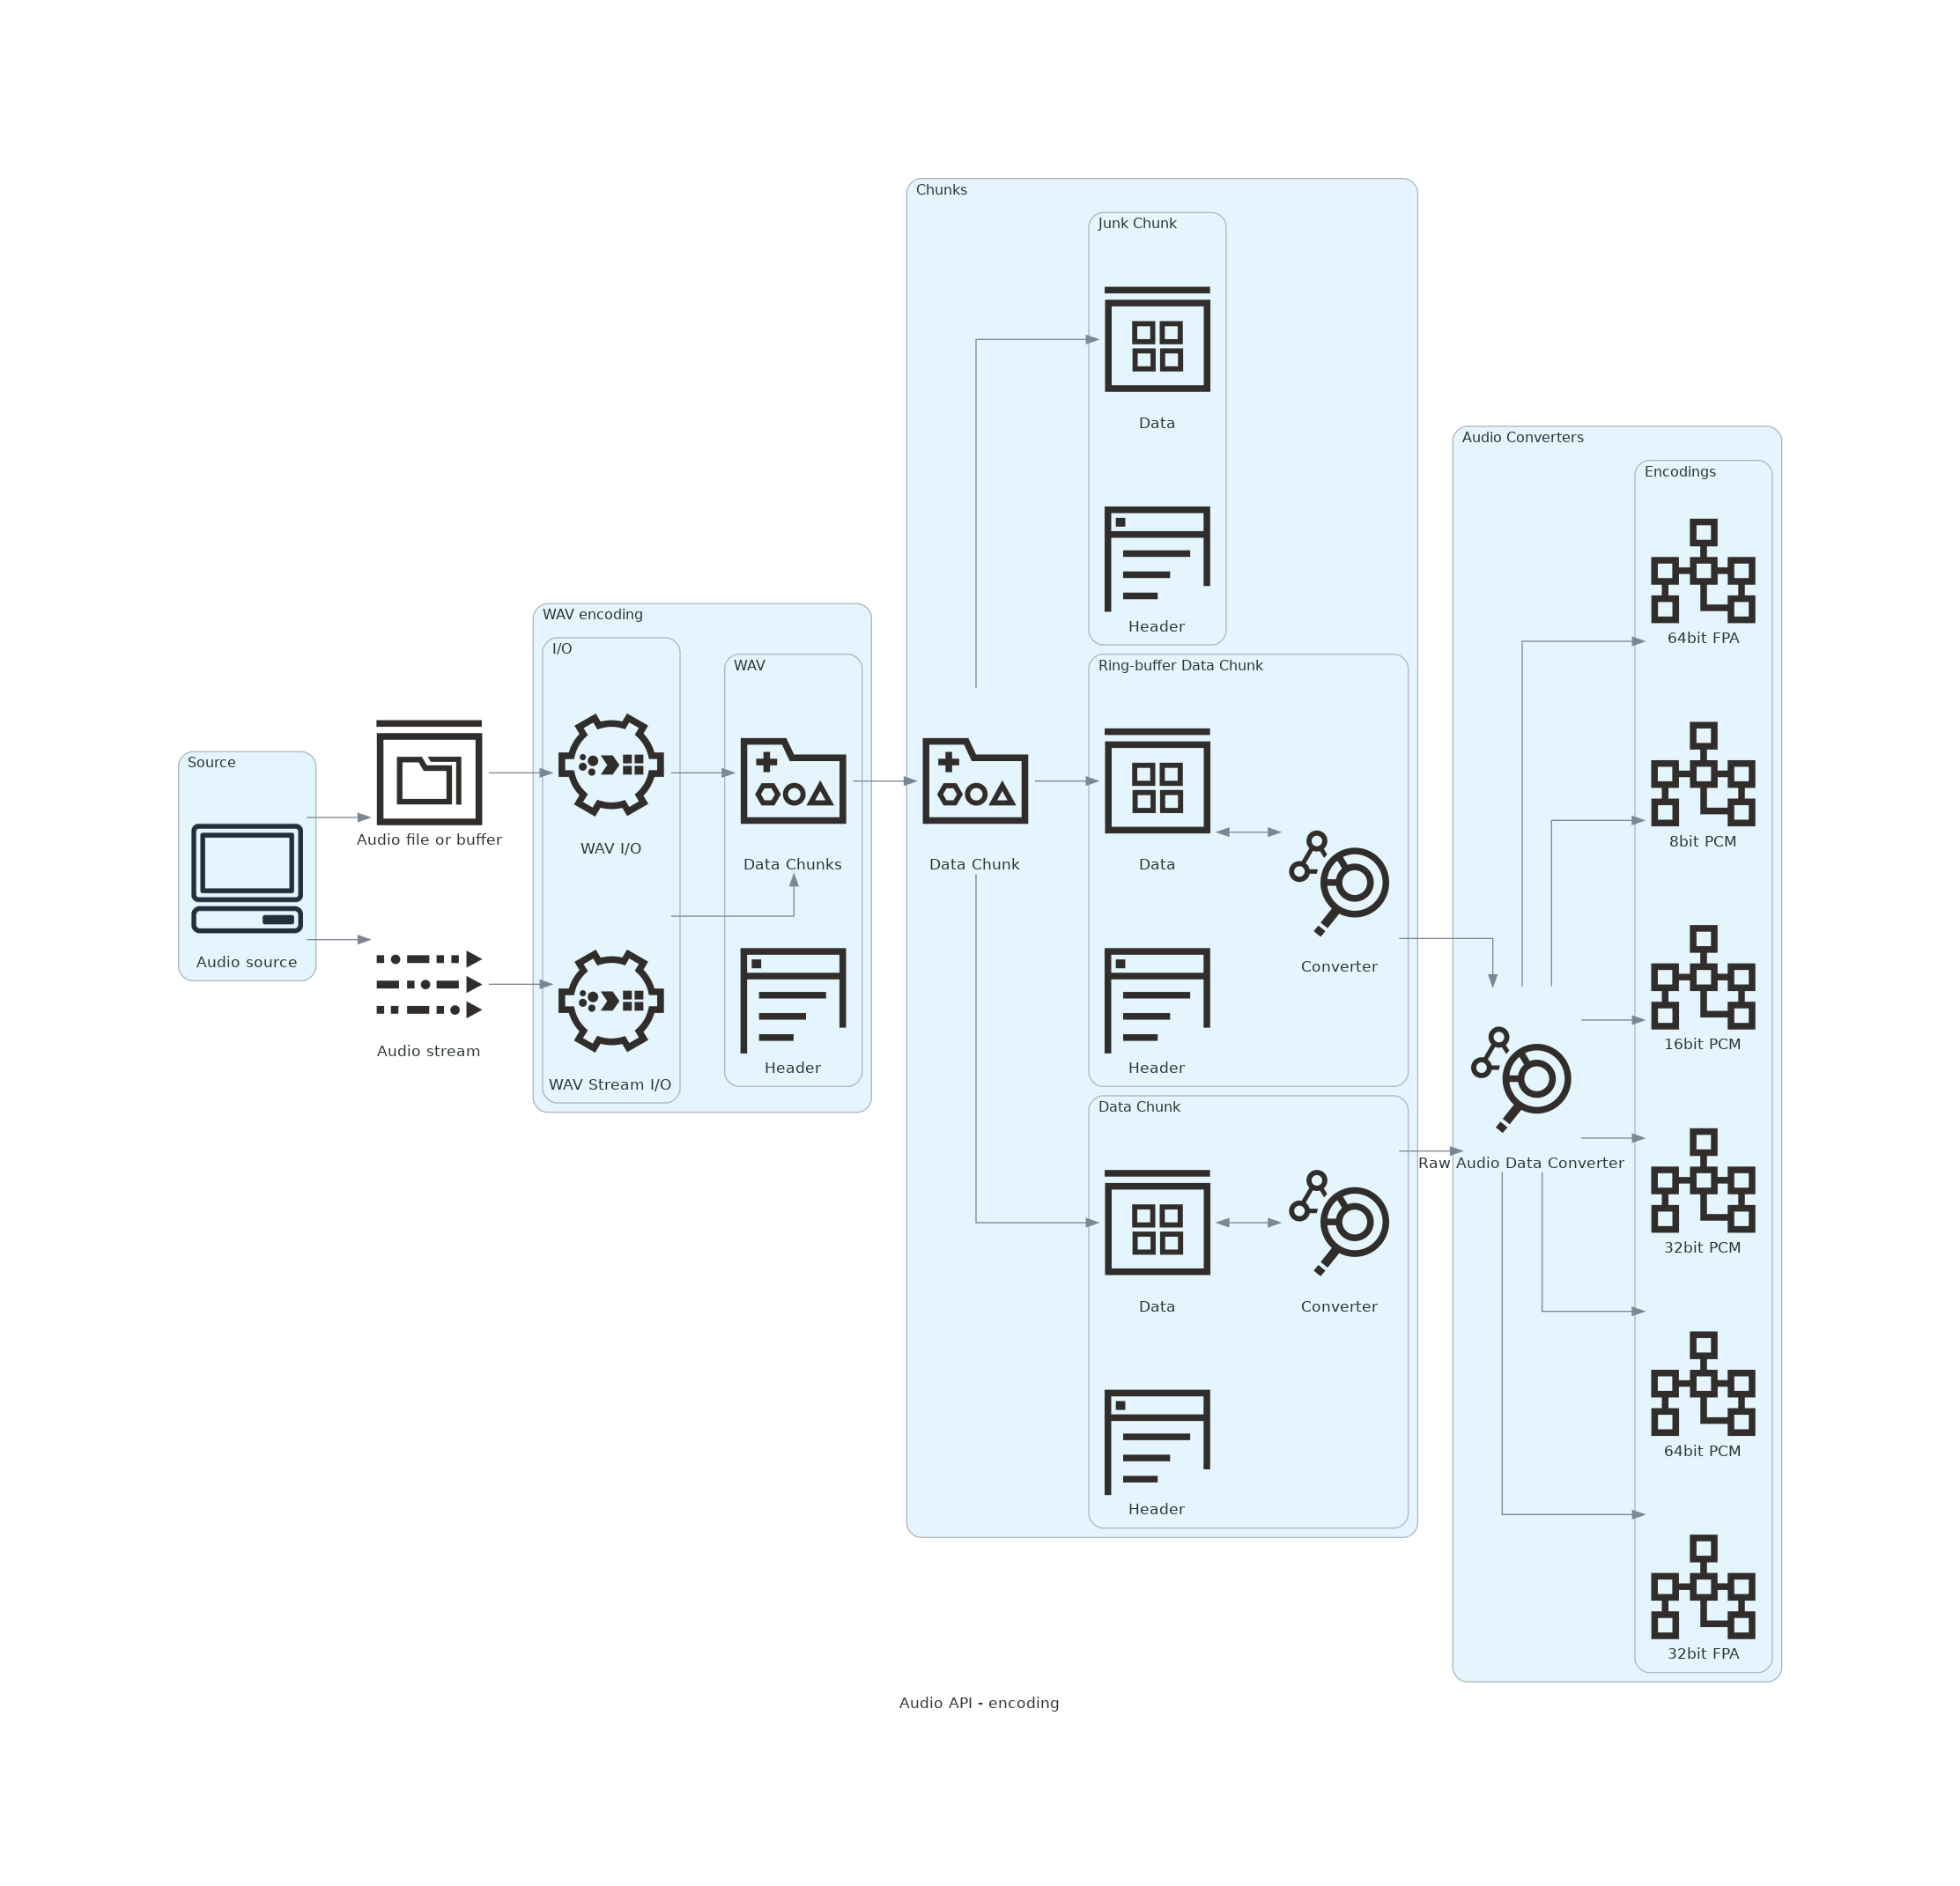 Chunks
Junk Chunk
Data
Header
Audio Converters
Encodings
64bit FPA
WAV encoding
I/O
WAV
Ring-buffer Data Chunk
Source
Audio file or buffer
WAV I/O
Data Chunks
Data Chunk
Data
8bit PCM
Audio source
Converter
Audio stream
WAV Stream I/O
Header
Header
16bit PCM
Data Chunk
Raw Audio Data Converter
32bit PCM
Data
Converter
64bit PCM
Header
32bit FPA
Audio API - encoding